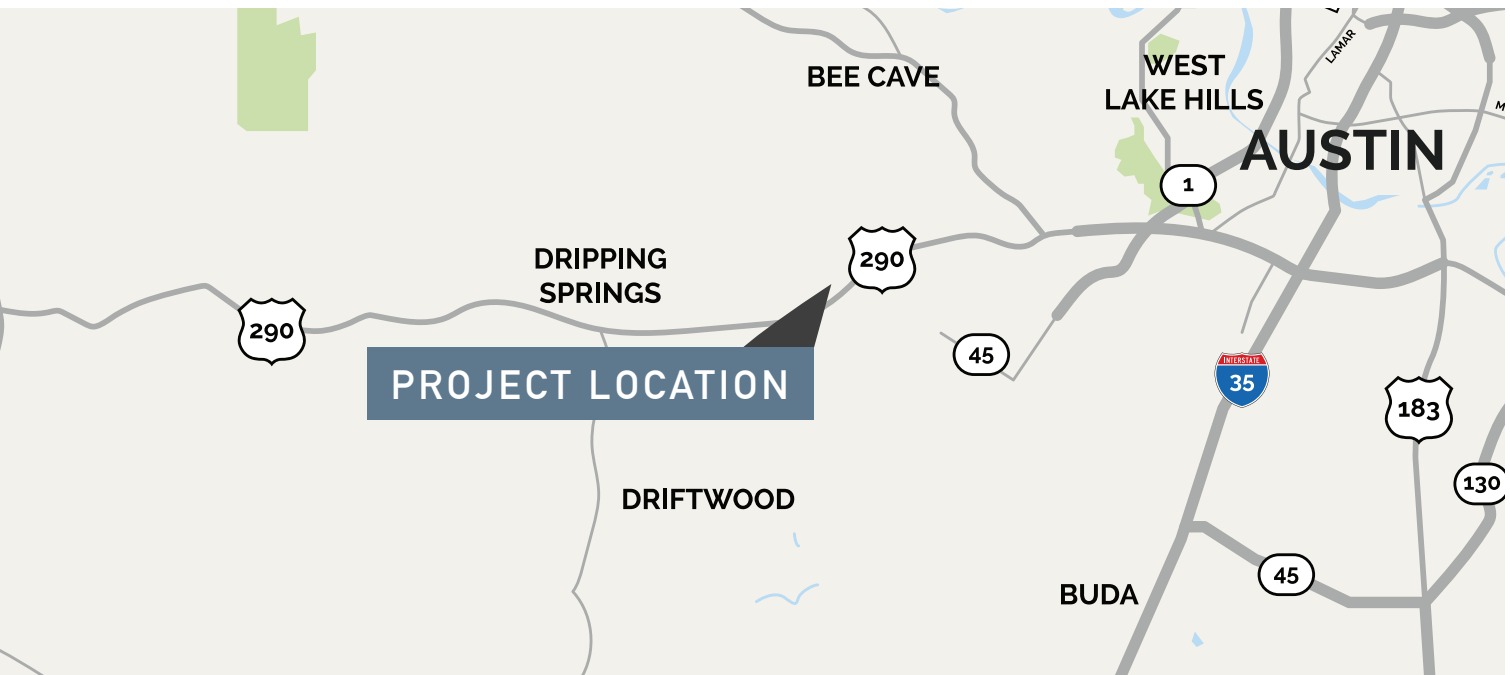 BEE CAVE
WEST
LAKE HILLS
LAMAR
AUSTIN
1
DRIPPING
SPRINGS
290
290
PROJECT LOCATION
45
INTERSTATE
35
183
130
DRIFTWOOD
45
BUDA